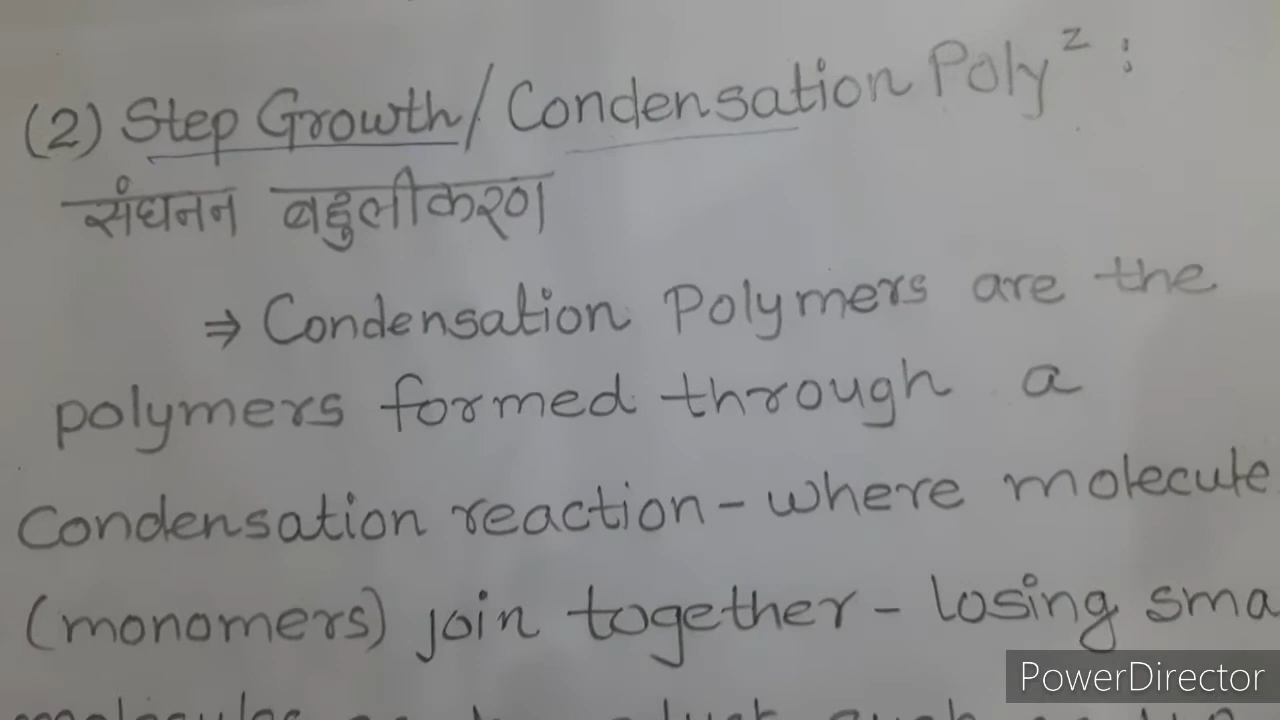 (2) Step Growth/Condensation Polyᶻ :
संघनन बहुलीकरण
⇒ Condensation Polymers are the
polymers formed through a
Condensation reaction - where molecule
(monomers) join together - losing sma
PowerDirector